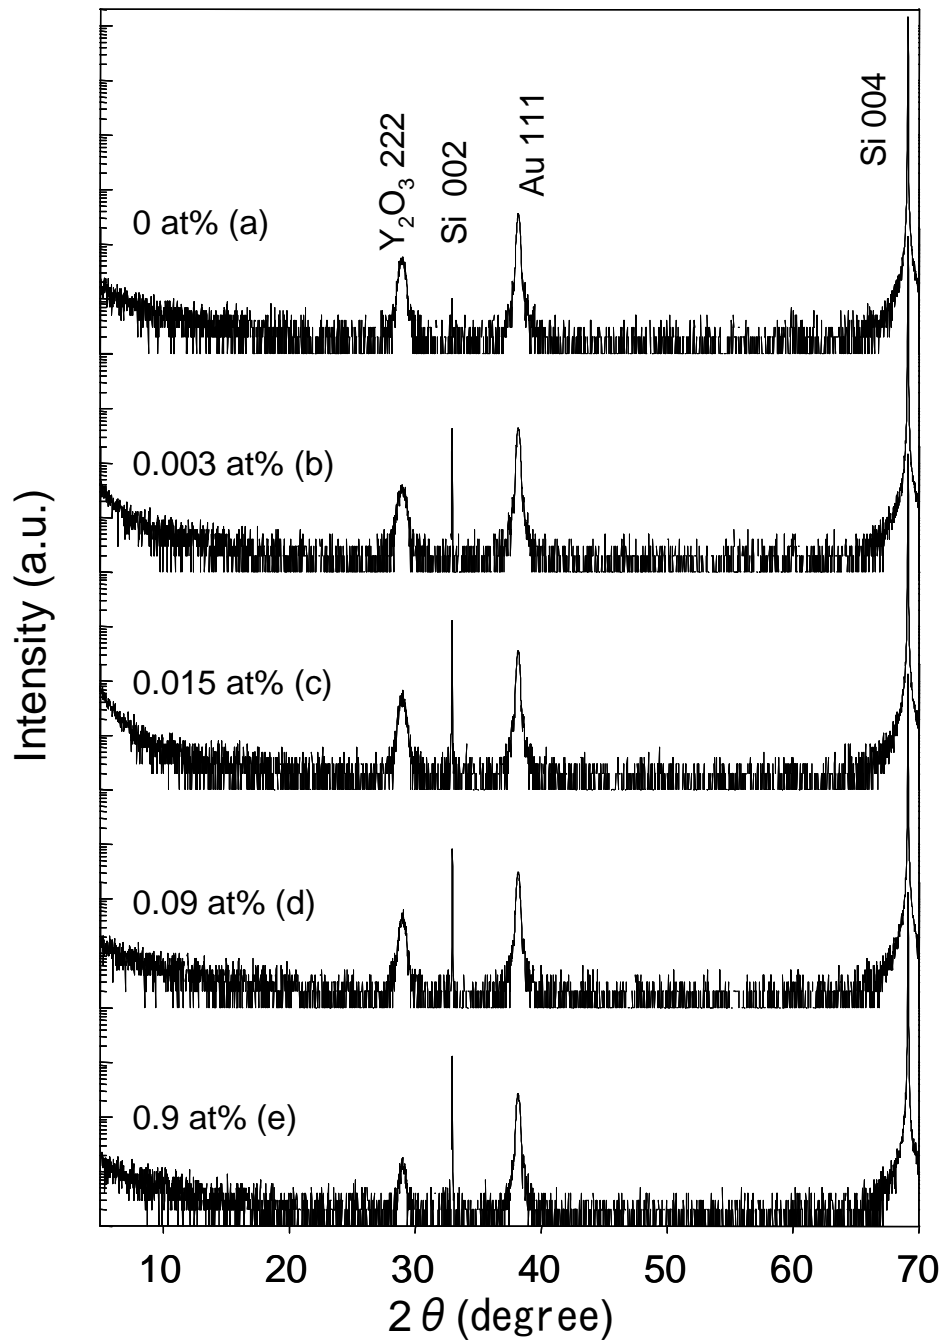 Si 004
Au 111
Y₂O₃ 222
Si 002
0 at% (a)
0.003 at% (b)
0.015 at% (c)
0.09 at% (d)
0.9 at% (e)
Intensity (a.u.)
10 20 30 40 50 60 70
2 θ (degree)